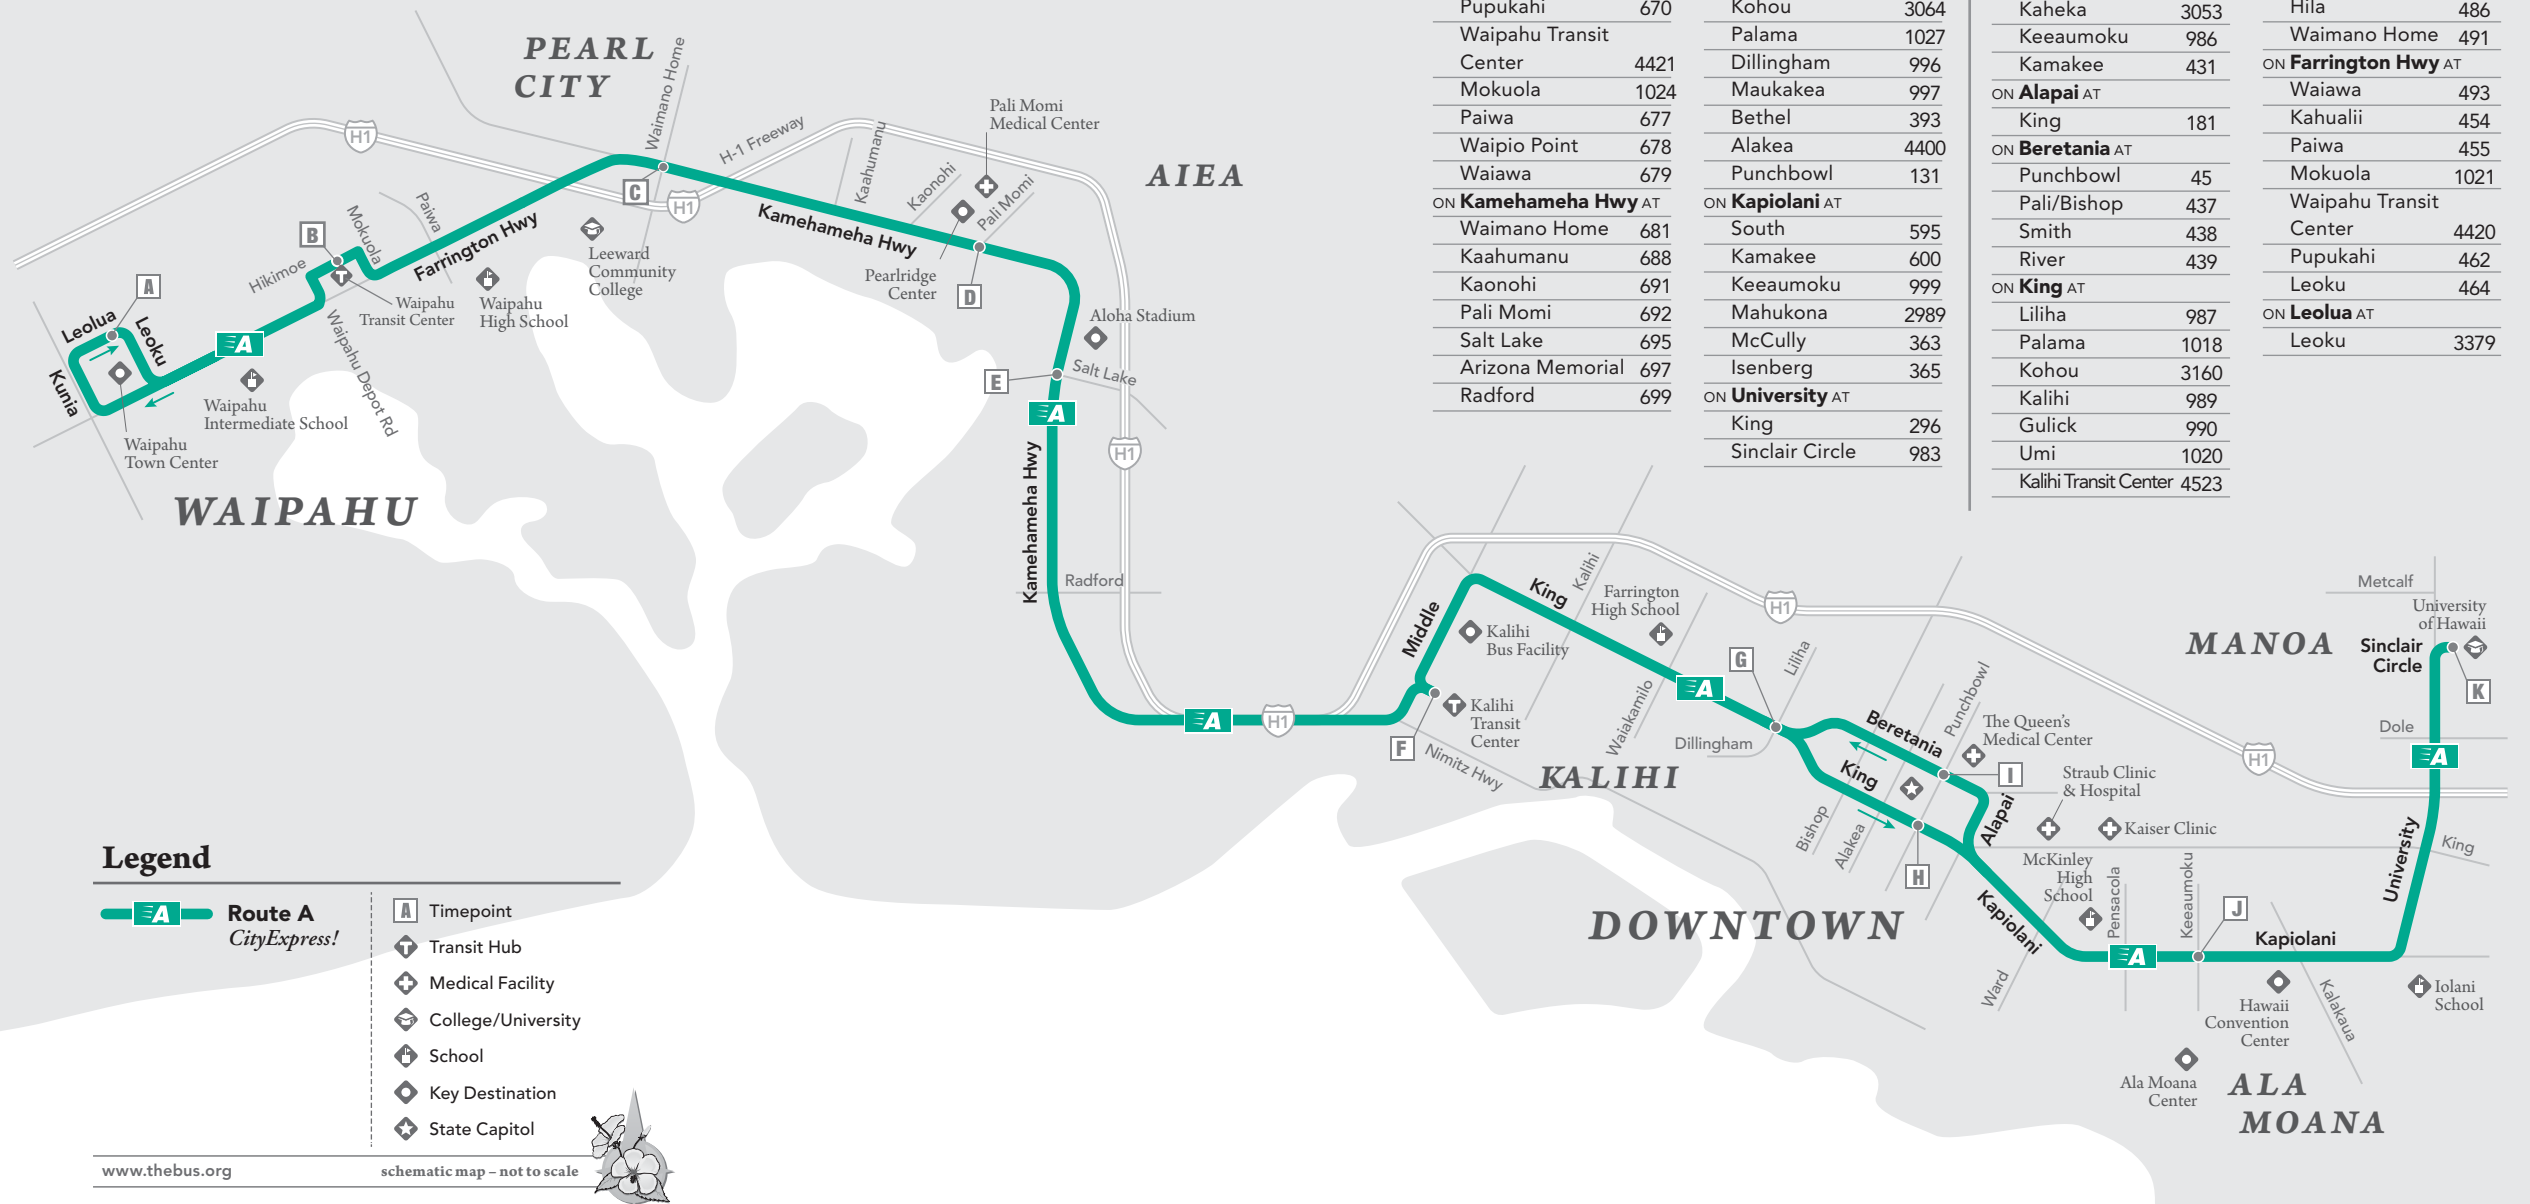 PEARL
CITY
Waimano Home
H1
H-1 Freeway
Kaahumanu
Kaonohi
Pali Momi
Medical Center
Pali Momi
AIEA
C
H1
Kamehameha Hwy
Paiwa
Mokuola
B
Hikimoe
Farrington Hwy
Leeward
Community
College
Pearlridge
Center
D
A
Leolua
Leoku
Kunia
A
Waipahu
Transit Center
Waipahu
High School
Waipahu Depot Rd
Waipahu
Intermediate School
Waipahu
Town Center
WAIPAHU
Aloha Stadium
Salt Lake
E
A
H1
Kamehameha Hwy
Radford
A
H1
Pupukahi 670
Waipahu Transit
Center 4421
Mokuola 1024
Paiwa 677
Waipio Point 678
Waiawa 679
ON Kamehameha Hwy AT
Waimano Home 681
Kaahumanu 688
Kaonohi 691
Pali Momi 692
Salt Lake 695
Arizona Memorial 697
Radford 699
Kohou 3064
Palama 1027
Dillingham 996
Maukakea 997
Bethel 393
Alakea 4400
Punchbowl 131
ON Kapiolani AT
South 595
Kamakee 600
Keeaumoku 999
Mahukona 2989
McCully 363
Isenberg 365
ON University AT
King 296
Sinclair Circle 983
Kaheka 3053
Keeaumoku 986
Kamakee 431
ON Alapai AT
King 181
ON Beretania AT
Punchbowl 45
Pali/Bishop 437
Smith 438
River 439
ON King AT
Liliha 987
Palama 1018
Kohou 3160
Kalihi 989
Gulick 990
Umi 1020
Kalihi Transit Center 4523
Hila 486
Waimano Home 491
ON Farrington Hwy AT
Waiawa 493
Kahualii 454
Paiwa 455
Mokuola 1021
Waipahu Transit
Center 4420
Pupukahi 462
Leoku 464
ON Leolua AT
Leoku 3379
Middle
King
Kalihi
Farrington
High School
H1
Kalihi
Bus Facility
Kalihi
Transit
Center
F
Nimitz Hwy
KALIHI
Waiakamilo
A
G
Liliha
Dillingham
Beretania
Punchbowl
The Queen's
Medical Center
King
I
Straub Clinic
& Hospital
Alapai
Bishop
Alakea
H
Kaiser Clinic
McKinley
High
School
DOWNTOWN
Kapiolani
Ward
Pensacola
Keeaumoku
J
A
Kapiolani
Hawaii
Convention
Center
Kalakaua
Ala Moana
Center
ALA
MOANA
Iolani
School
University
King
H1
A
Dole
MANOA
Metcalf
University
of Hawaii
Sinclair
Circle
K
Legend
A Route A
CityExpress!
A Timepoint
T Transit Hub
Medical Facility
College/University
School
Key Destination
State Capitol
www.thebus.org
schematic map – not to scale